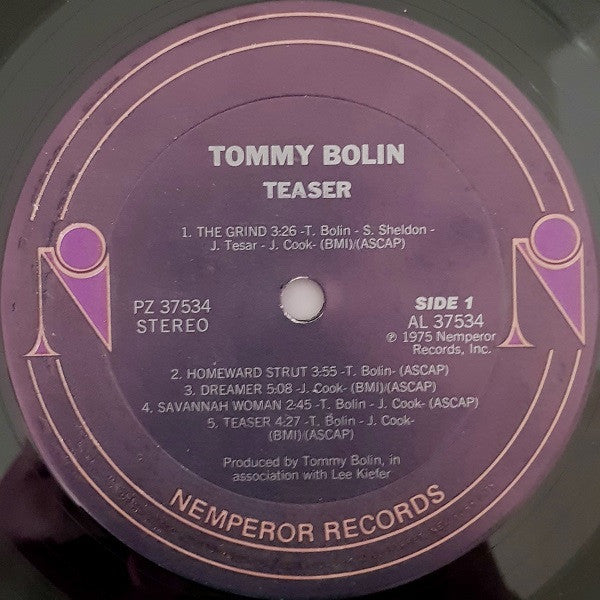 TOMMY BOLIN
TEASER
1. THE GRIND 3:26 -T. Bolin - S. Sheldon -
J. Tesar - J. Cook- (BMI)/(ASCAP)
PZ 37534
STEREO
SIDE 1
AL 37534
℗ 1975 Nemperor
Records, Inc.
2. HOMEWARD STRUT 3:55 -T. Bolin- (ASCAP)
3. DREAMER 5:08 -J. Cook- (BMI)/(ASCAP)
4. SAVANNAH WOMAN 2:45 -T. Bolin - J. Cook- (ASCAP)
5. TEASER 4:27 -T. Bolin - J. Cook-
(BMI)/(ASCAP)
Produced by Tommy Bolin, in
association with Lee Kiefer
NEMPEROR RECORDS